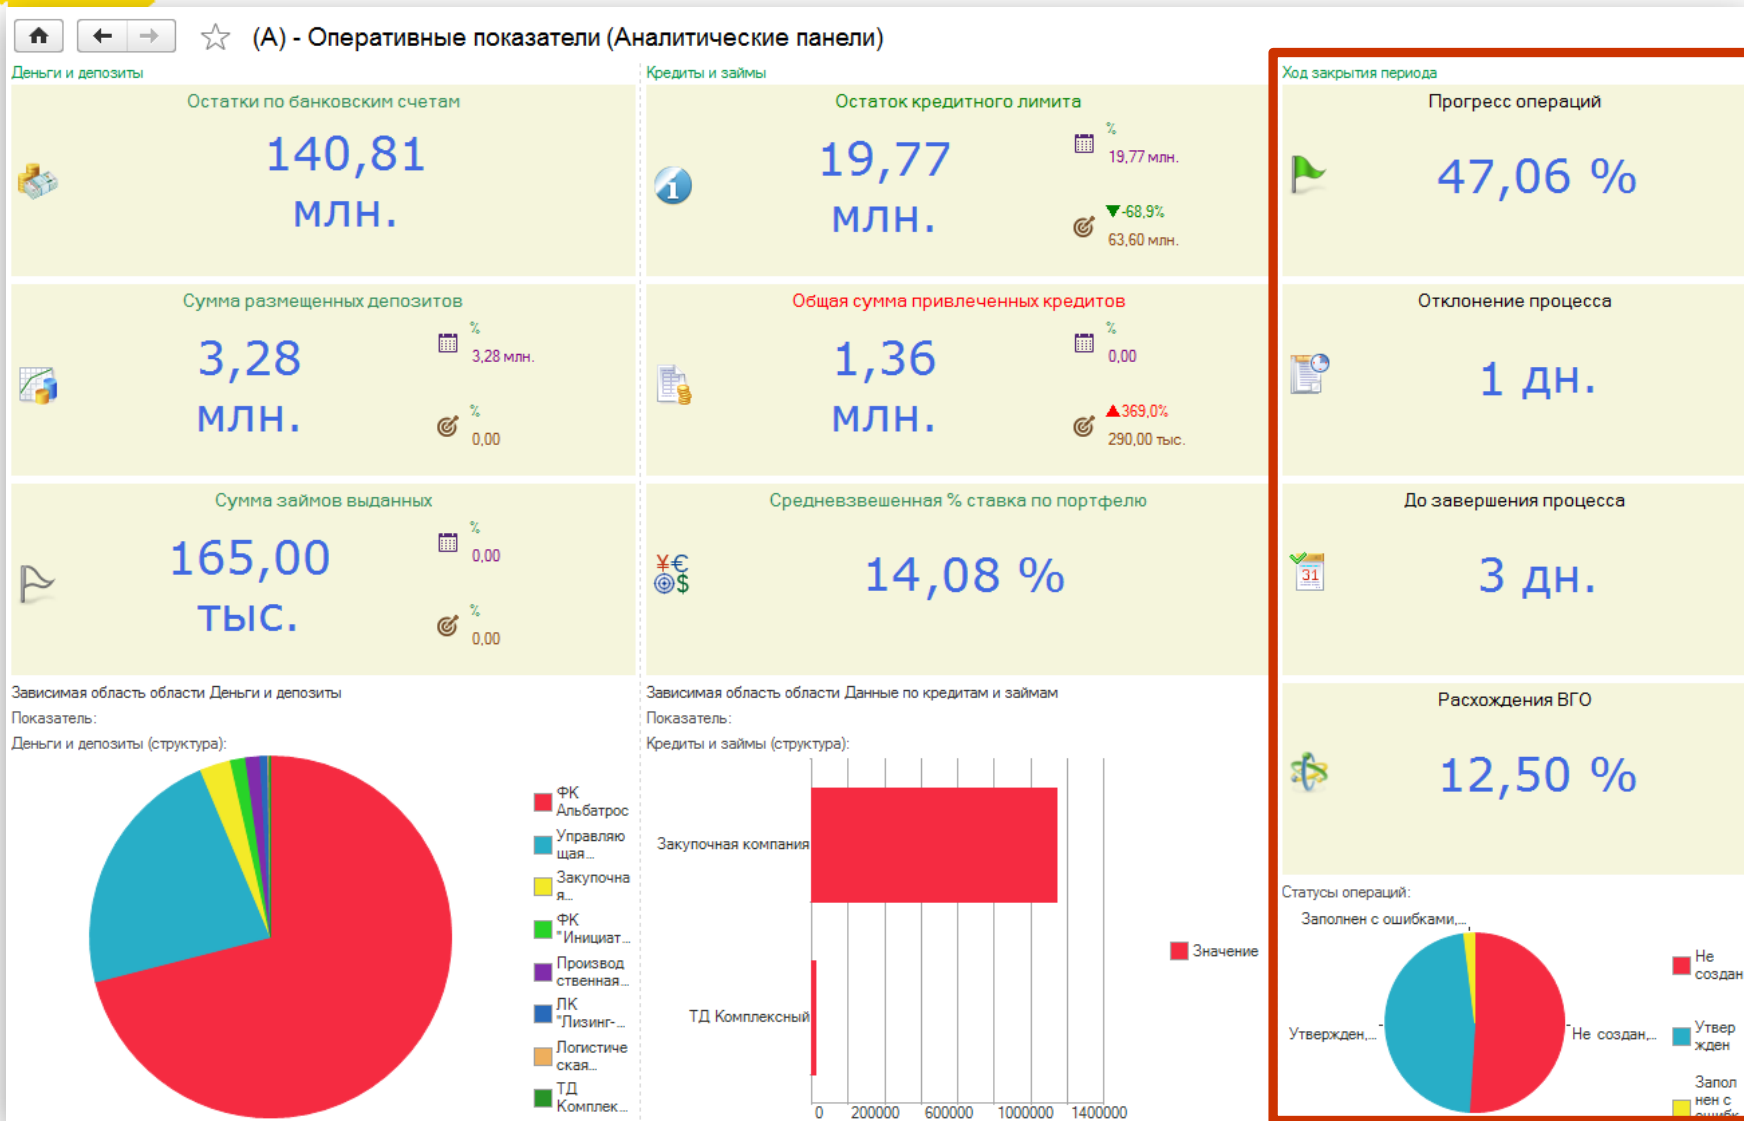 (А) - Оперативные показатели (Аналитические панели)
Деньги и депозиты
Остатки по банковским счетам
140,81
млн.
Сумма размещенных депозитов
3,28
млн.
%
3,28 млн.
%
0,00
Сумма займов выданных
165,00
тыс.
%
0,00
%
0,00
Зависимая область области Деньги и депозиты
Показатель:
Деньги и депозиты (структура):
ФК
Альбатрос
Управляю
щая...
Закупочна
я...
ФК
"Инициат...
Производ
ственная...
ЛК
"Лизинг-...
Логистиче
ская...
ТД
Комплек...
Кредиты и займы
Остаток кредитного лимита
19,77
млн.
%
19,77 млн.
▼-68,9%
63,60 млн.
Общая сумма привлеченных кредитов
1,36
млн.
%
0,00
▲369,0%
290,00 тыс.
Средневзвешенная % ставка по портфелю
¥€
$
14,08 %
Зависимая область области Данные по кредитам и займам
Показатель:
Кредиты и займы (структура):
Закупочная компания
ТД Комплексный
0 200000 600000 1000000 1400000
Значение
Ход закрытия периода
Прогресс операций
47,06 %
Отклонение процесса
1 дн.
До завершения процесса
31
3 дн.
Расхождения ВГО
12,50 %
Статусы операций:
Заполнен с ошибками,...
Утвержден,...
Не создан,...
Не
создан
Утвер
жден
Запол
нен с